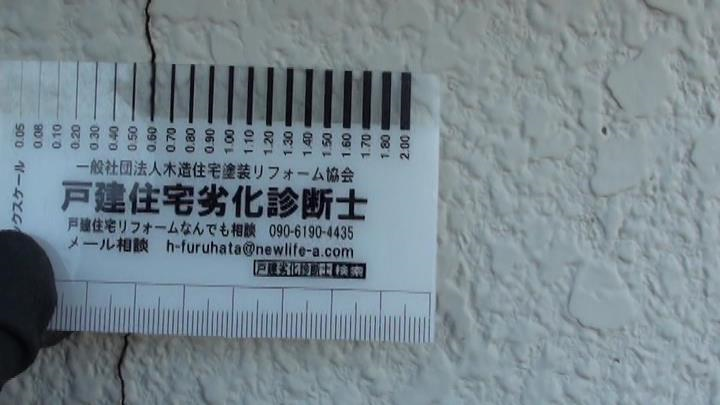 0.05 0.08 0.10 0.20 0.30 0.40 0.50 0.60 0.70 0.80 0.90 1.00 1.10 1.20 1.30 1.40 1.50 1.60 1.70 1.80 2.00
クスケール
一般社団法人木造住宅塗装リフォーム協会
戸建住宅劣化診断士
戸建住宅リフォームなんでも相談 090-6190-4435
メール相談 h-furuhata@newlife-a.com
戸建劣化診断士 検索